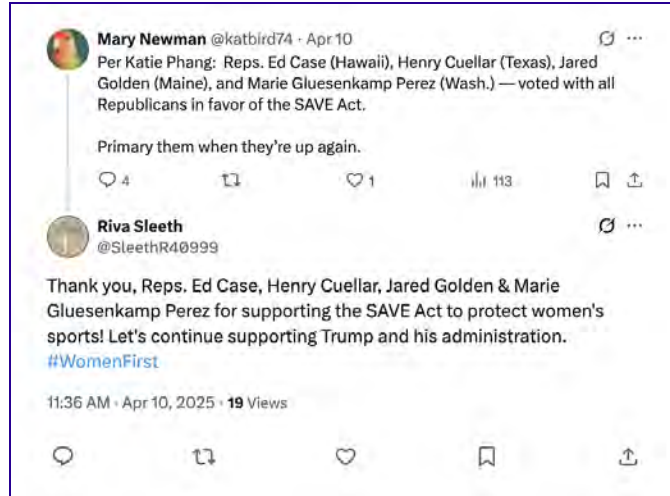 Mary Newman @katbird74 · Apr 10
Per Katie Phang: Reps. Ed Case (Hawaii), Henry Cuellar (Texas), Jared
Golden (Maine), and Marie Gluesenkamp Perez (Wash.) — voted with all
Republicans in favor of the SAVE Act.
Primary them when they're up again.
4 1 113
Riva Sleeth
@SleethR40999
Thank you, Reps. Ed Case, Henry Cuellar, Jared Golden & Marie
Gluesenkamp Perez for supporting the SAVE Act to protect women's
sports! Let's continue supporting Trump and his administration.
#WomenFirst
11:36 AM · Apr 10, 2025 · 19 Views